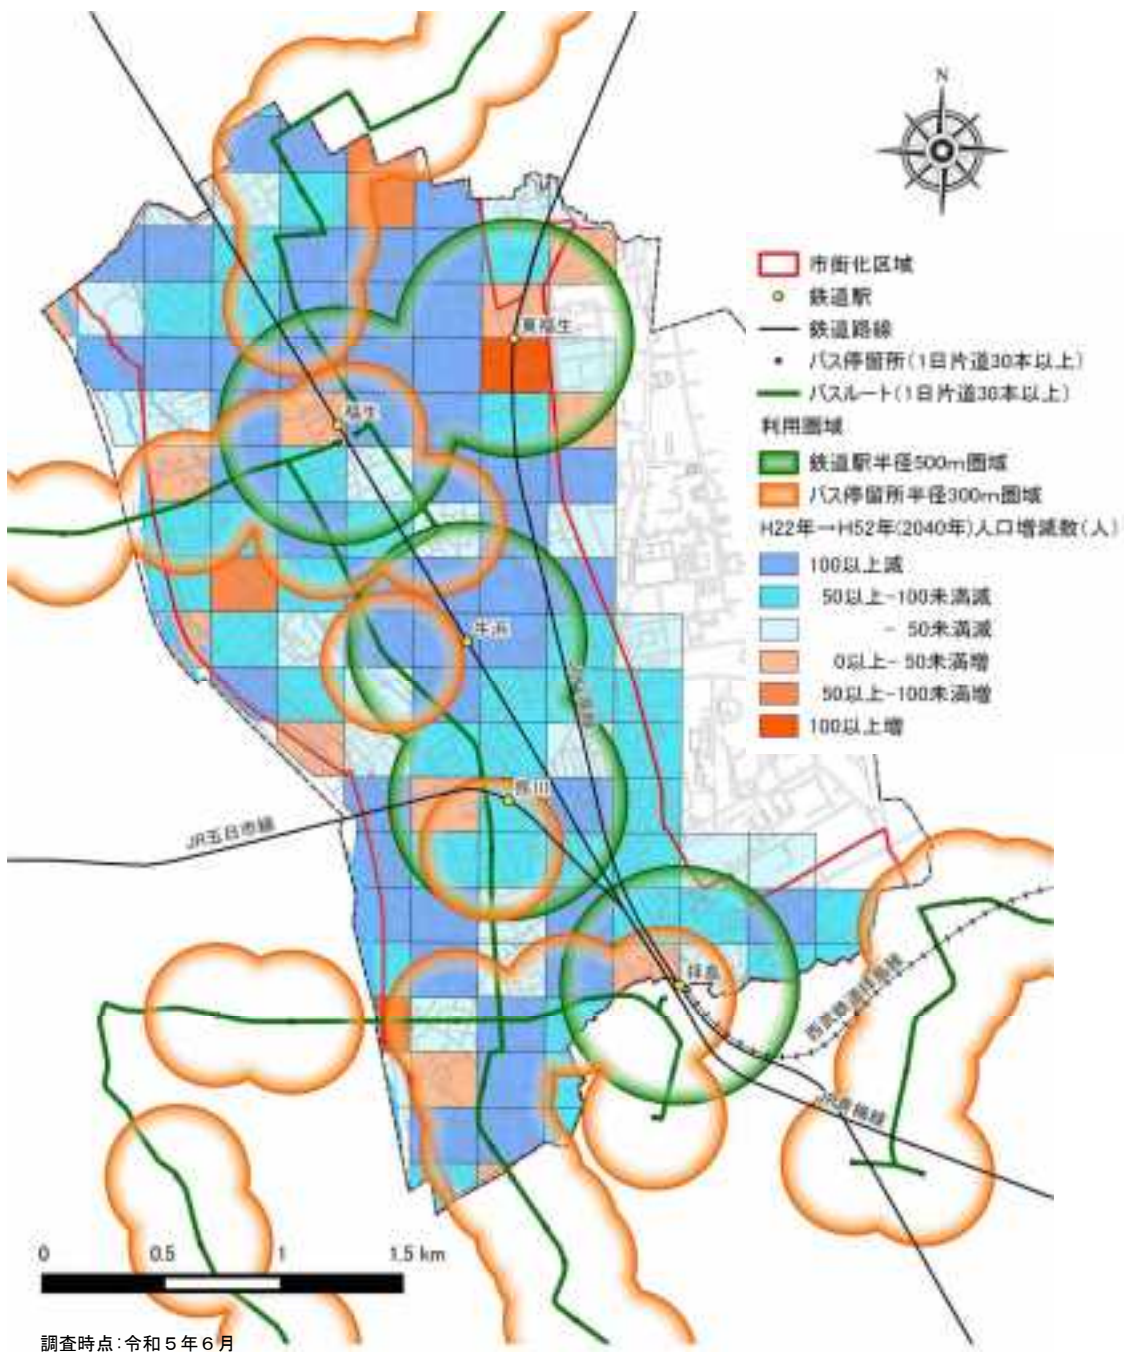 N
市街化区域
鉄道駅
鉄道路線
バス停留所(1日片道30本以上)
バスルート(1日片道30本以上)
利用圏域
鉄道駅半径500m圏域
バス停留所半径300m圏域
H22年→H52年(2040年)人口増減数(人)
100以上減
50以上-100未満減
- 50未満減
0以上- 50未満増
50以上-100未満増
100以上増
東福生
福生
牛浜
熊川
JR五日市線
拝島
西武鉄道拝島線
JR青梅線
0 0.5 1 1.5 km
調査時点:令和5年6月